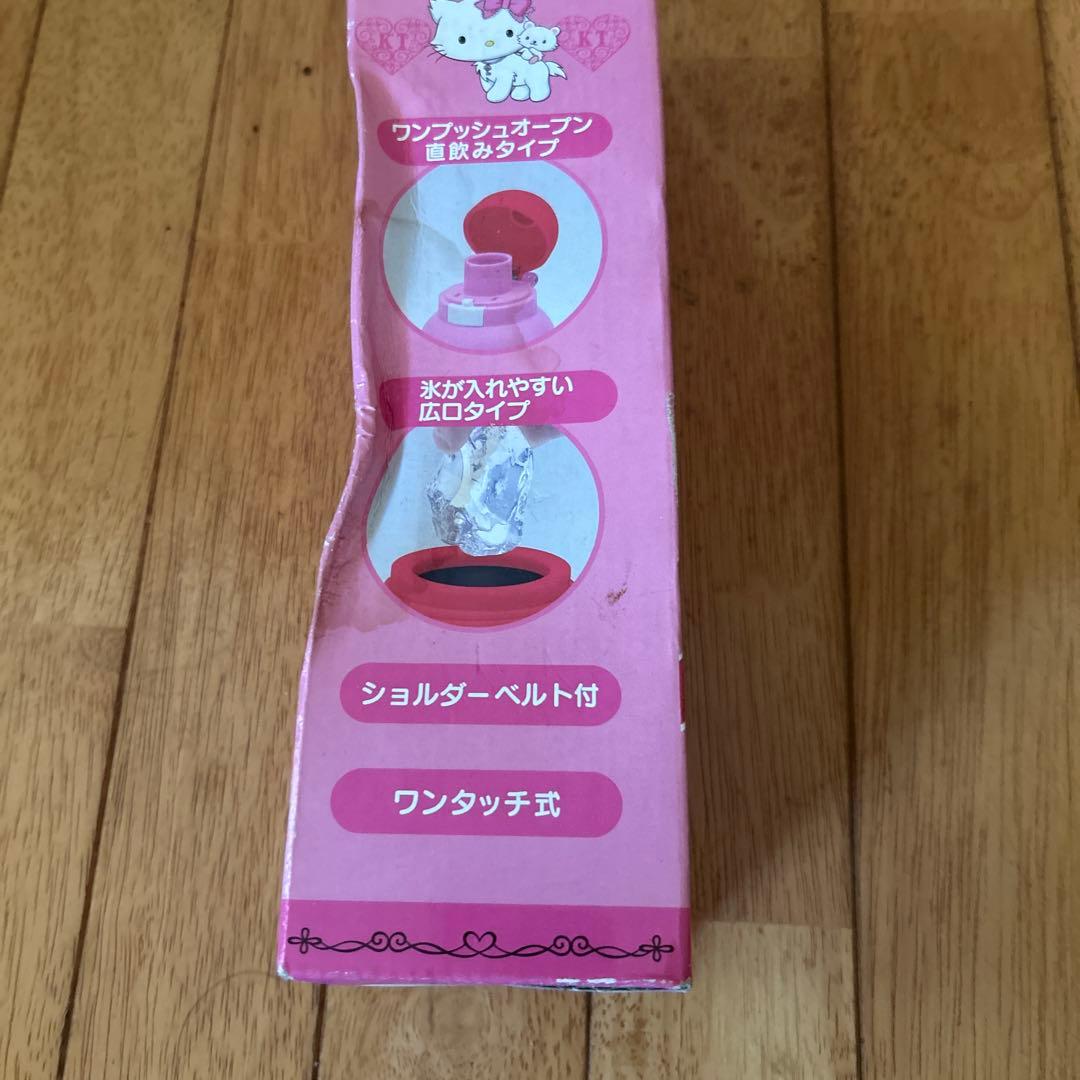 KT
KT
ワンプッシュオープン
直飲みタイプ
氷が入れやすい
広口タイプ
ショルダーベルト付
ワンタッチ式